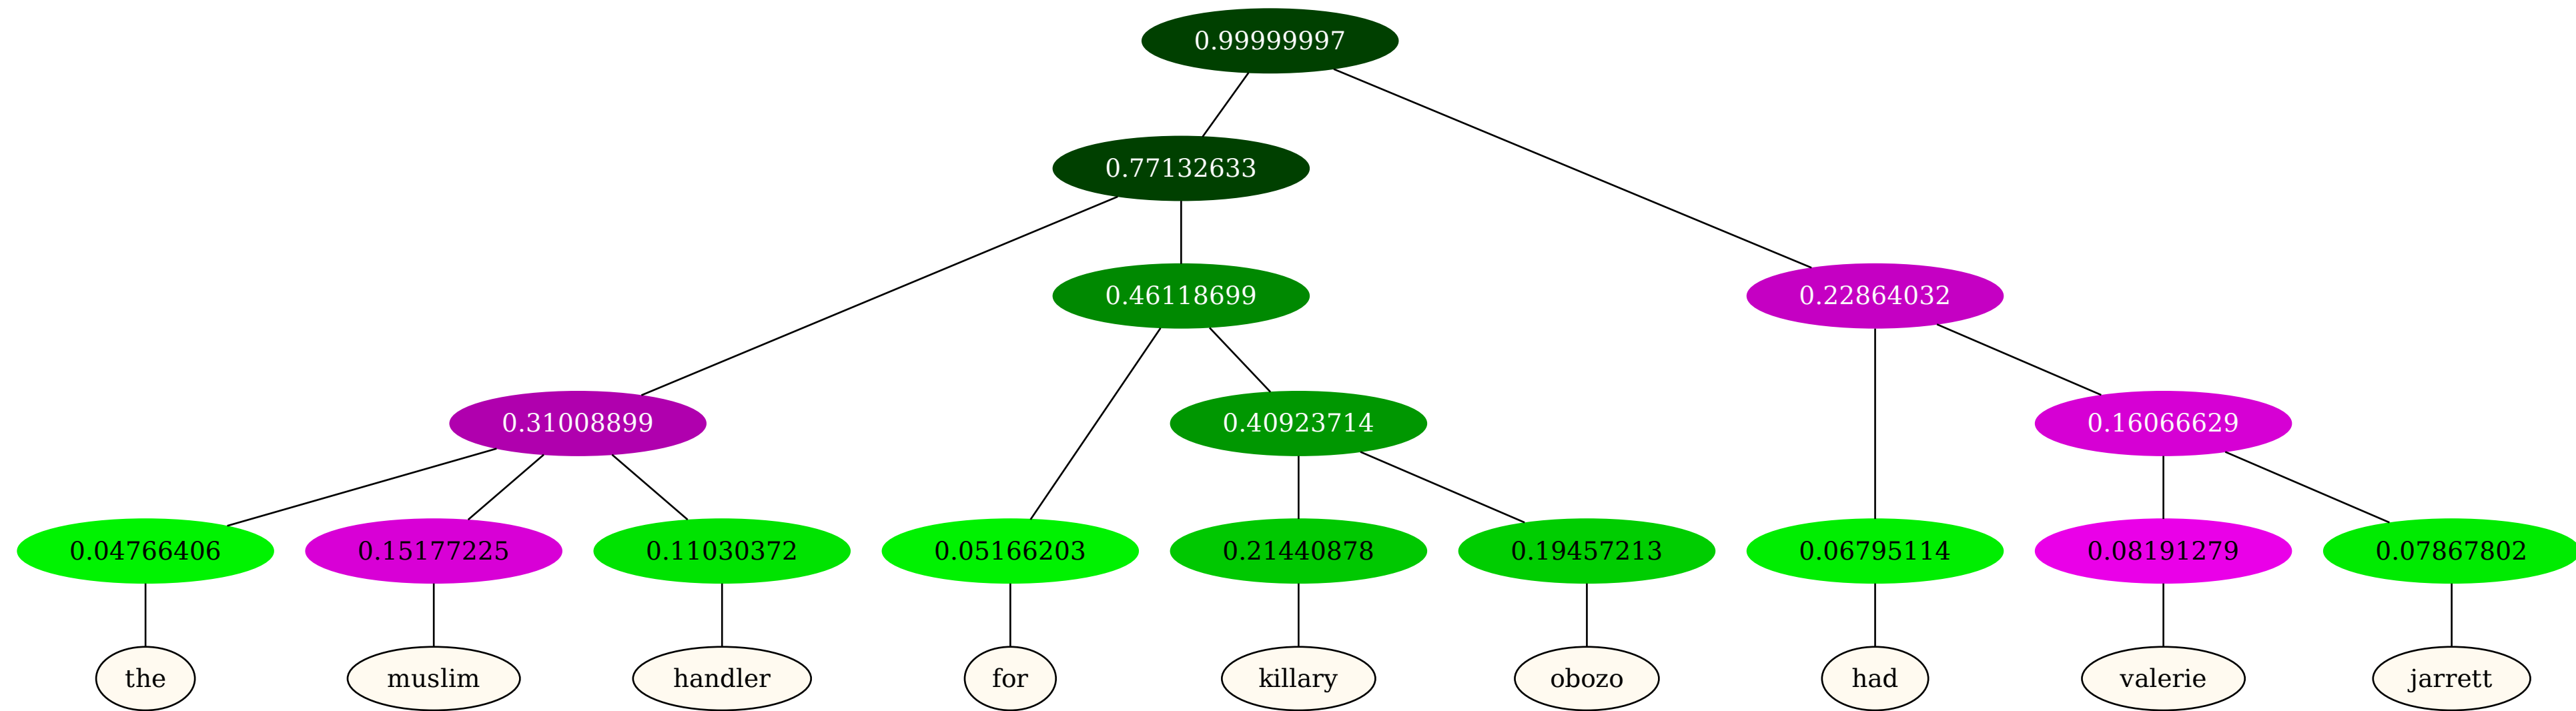 0.99999997
0.77132633
0.46118699 0.22864032
0.31008899 0.40923714 0.16066629
0.04766406 0.15177225 0.11030372 0.05166203 0.21440878 0.19457213 0.06795114 0.08191279 0.07867802
the muslim handler for killary obozo had valerie jarrett